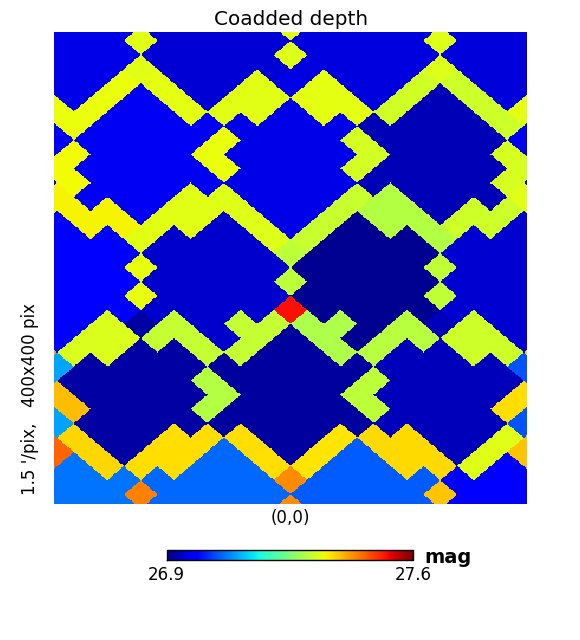 Coadded depth
1.5 '/pix,    400x400 pix
(0,0)
mag
26.9
27.6